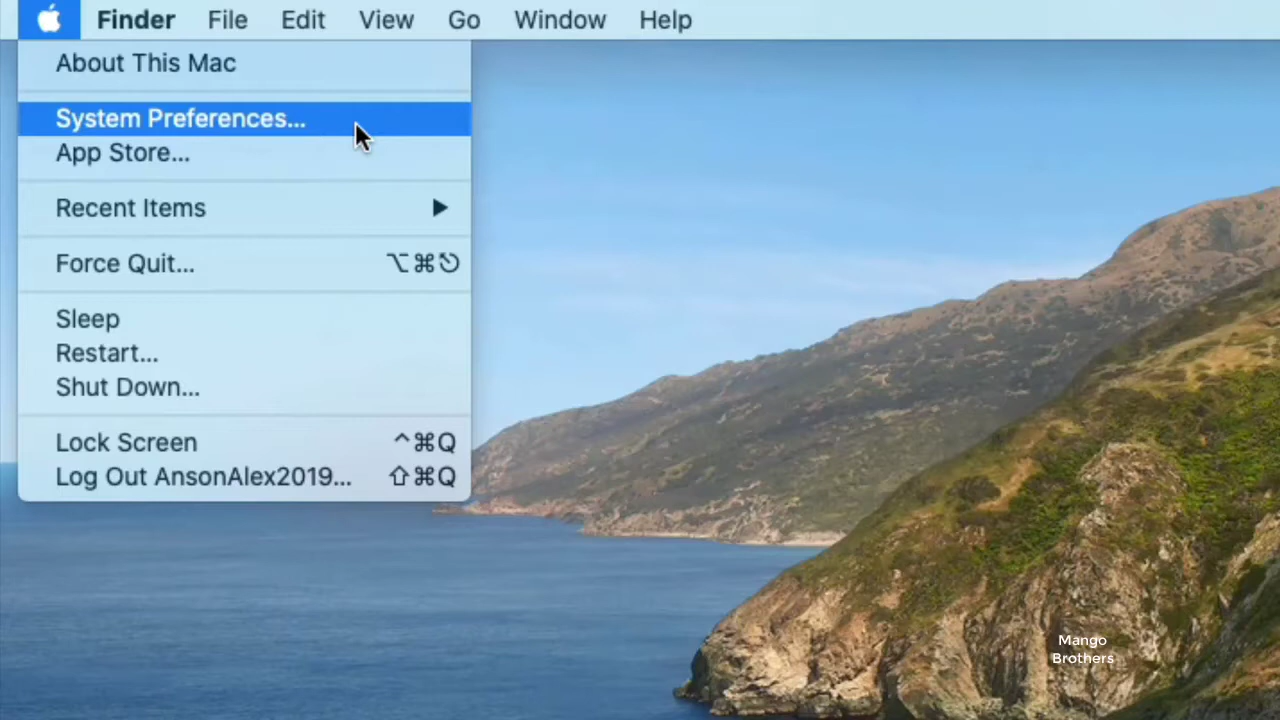 Finder File Edit View Go Window Help
About This Mac
System Preferences...
App Store...
Recent Items ▶
Force Quit... ⌥⌘⎋
Sleep
Restart...
Shut Down...
Lock Screen ^⌘Q
Log Out AnsonAlex2019... ⇧⌘Q
Mango
Brothers